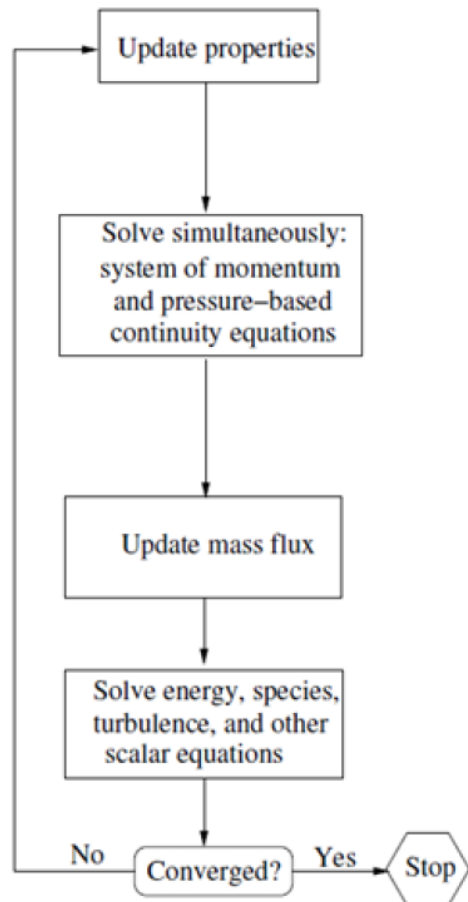 Update properties
Solve simultaneously:
system of momentum
and pressure−based
continuity equations
Update mass flux
Solve energy, species,
turbulence, and other
scalar equations
No
Converged?
Yes
Stop